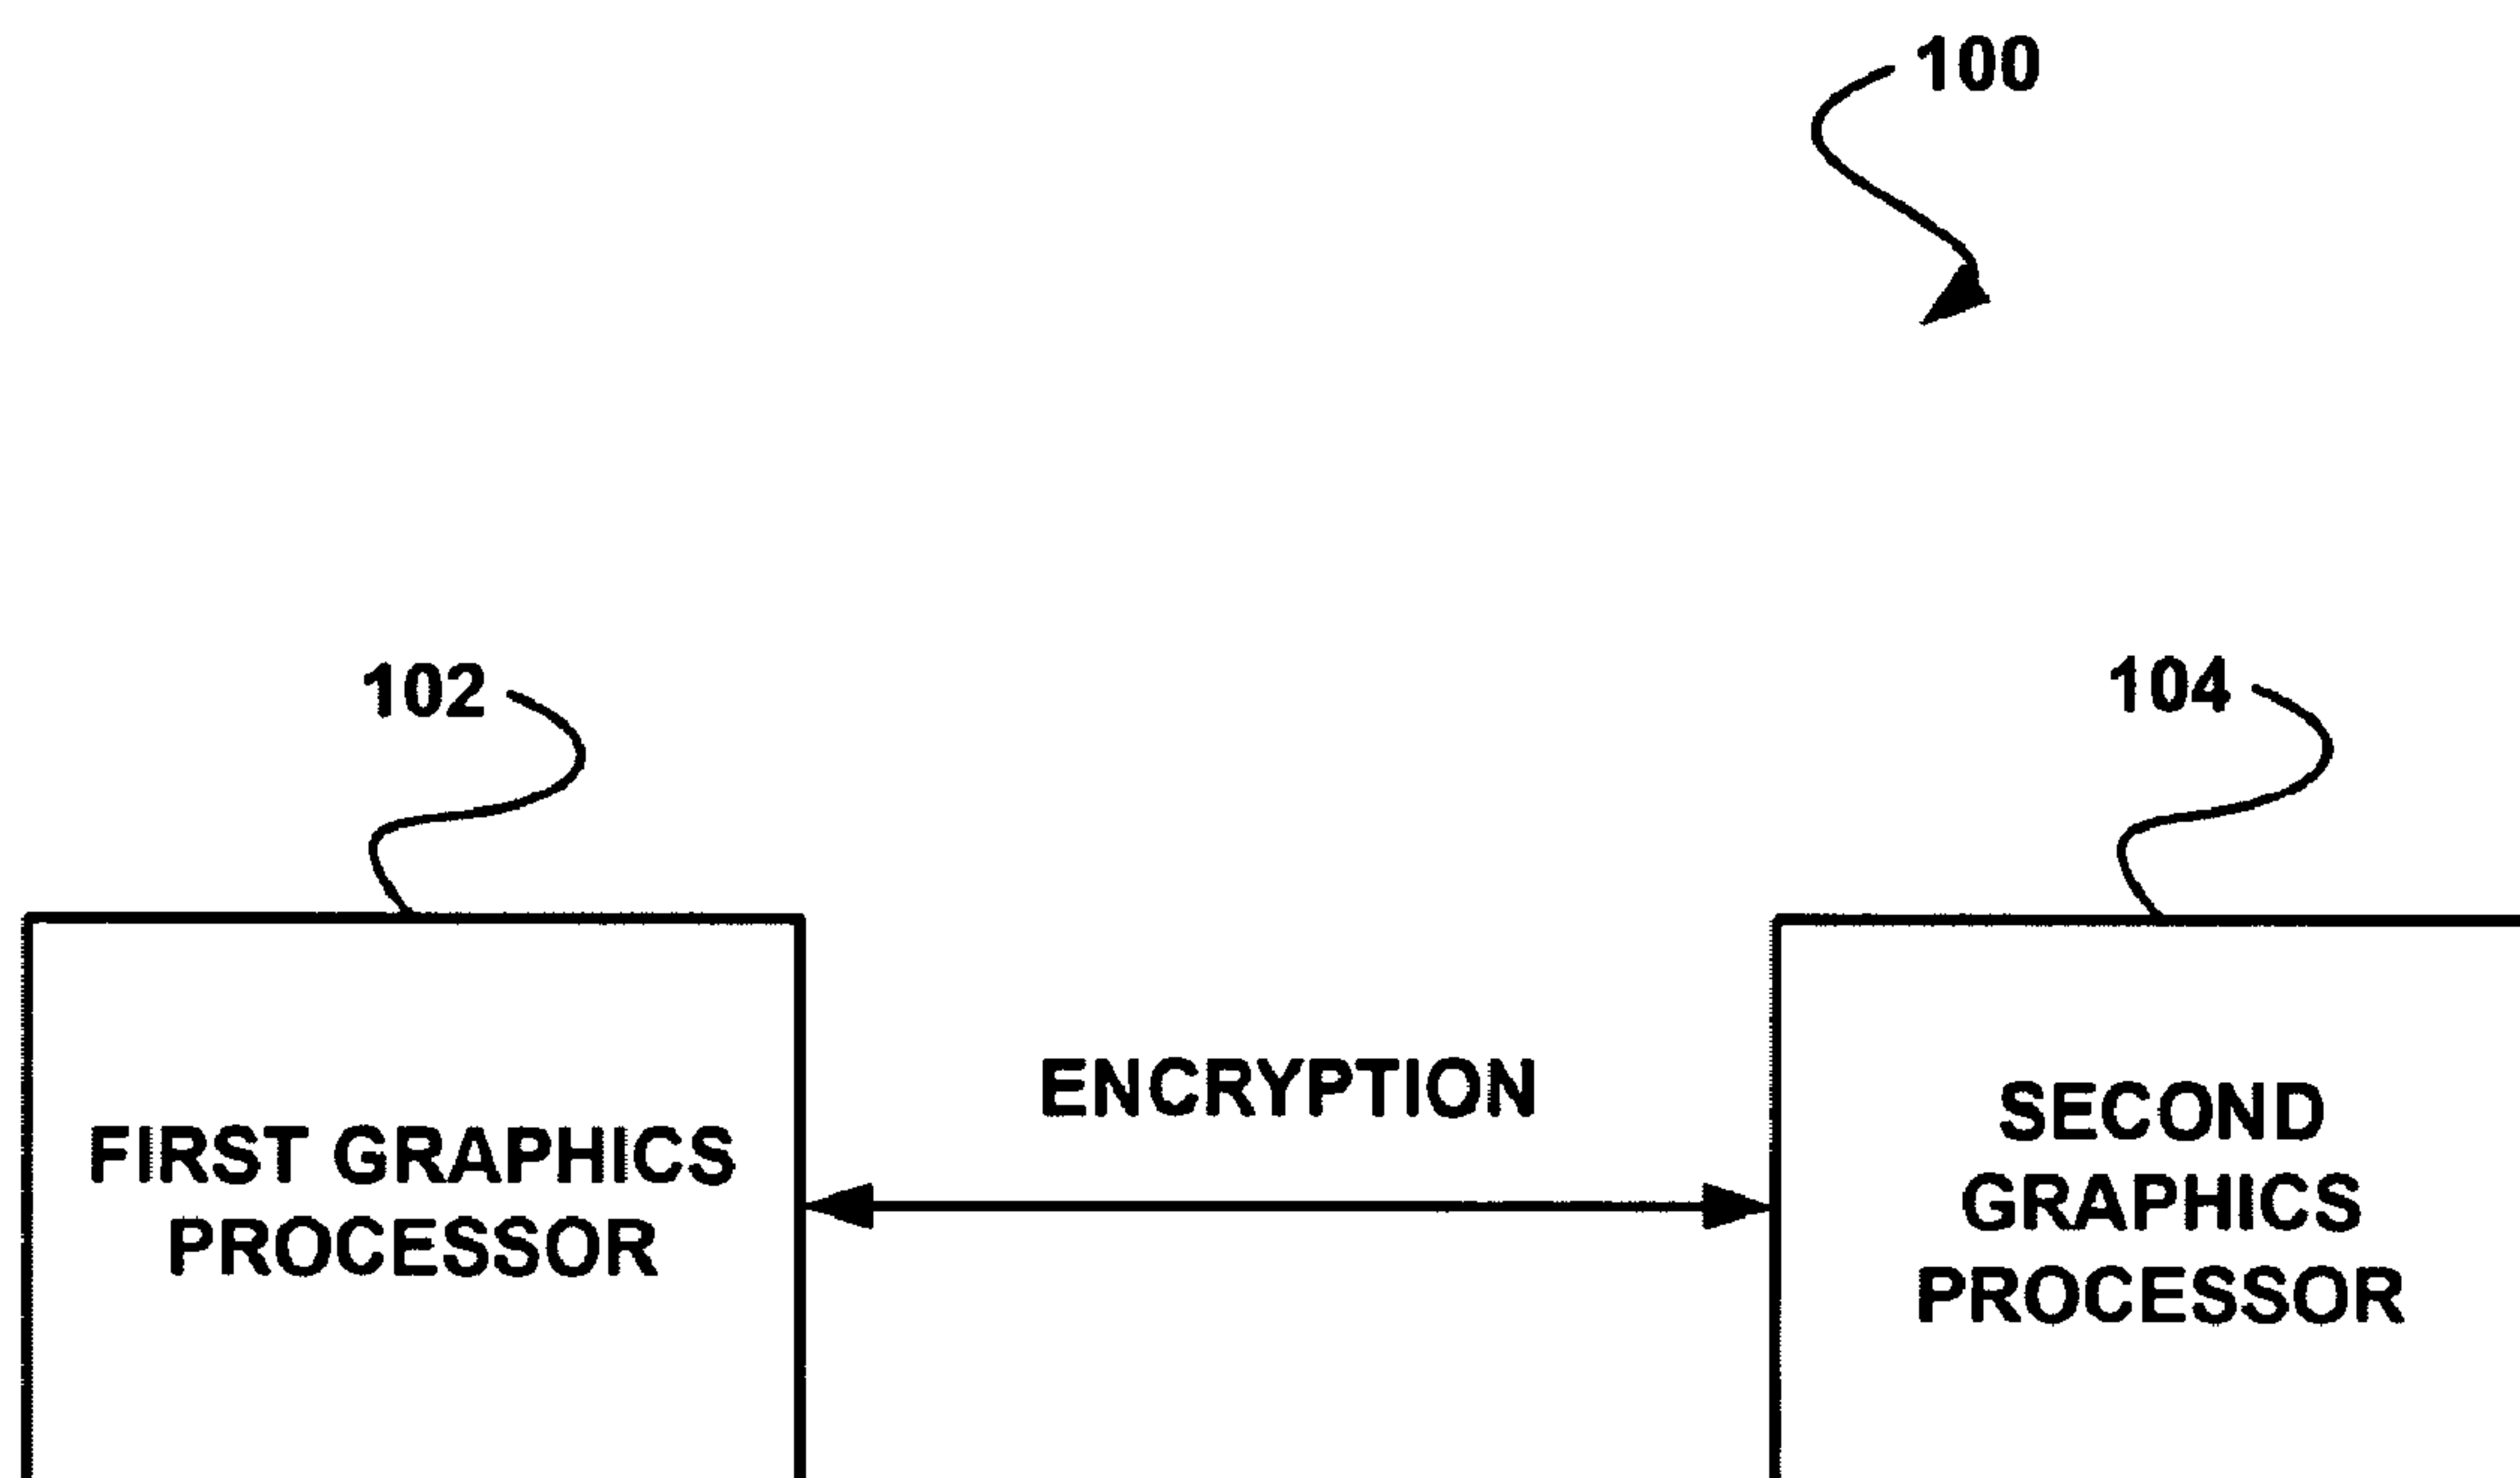 100
102
104
ENCRYPTION
FIRST GRAPHICS
PROCESSOR
SECOND
GRAPHICS
PROCESSOR